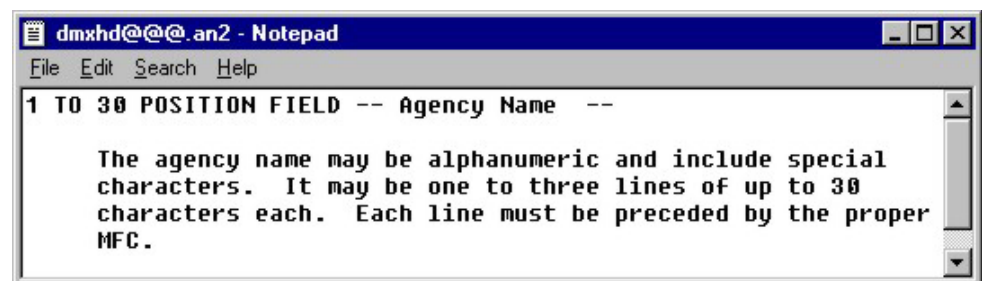 dmxhd@@@.an2 - Notepad
File Edit Search Help
1 TO 30 POSITION FIELD -- Agency Name --
The agency name may be alphanumeric and include special
characters. It may be one to three lines of up to 30
characters each. Each line must be preceded by the proper
MFC.